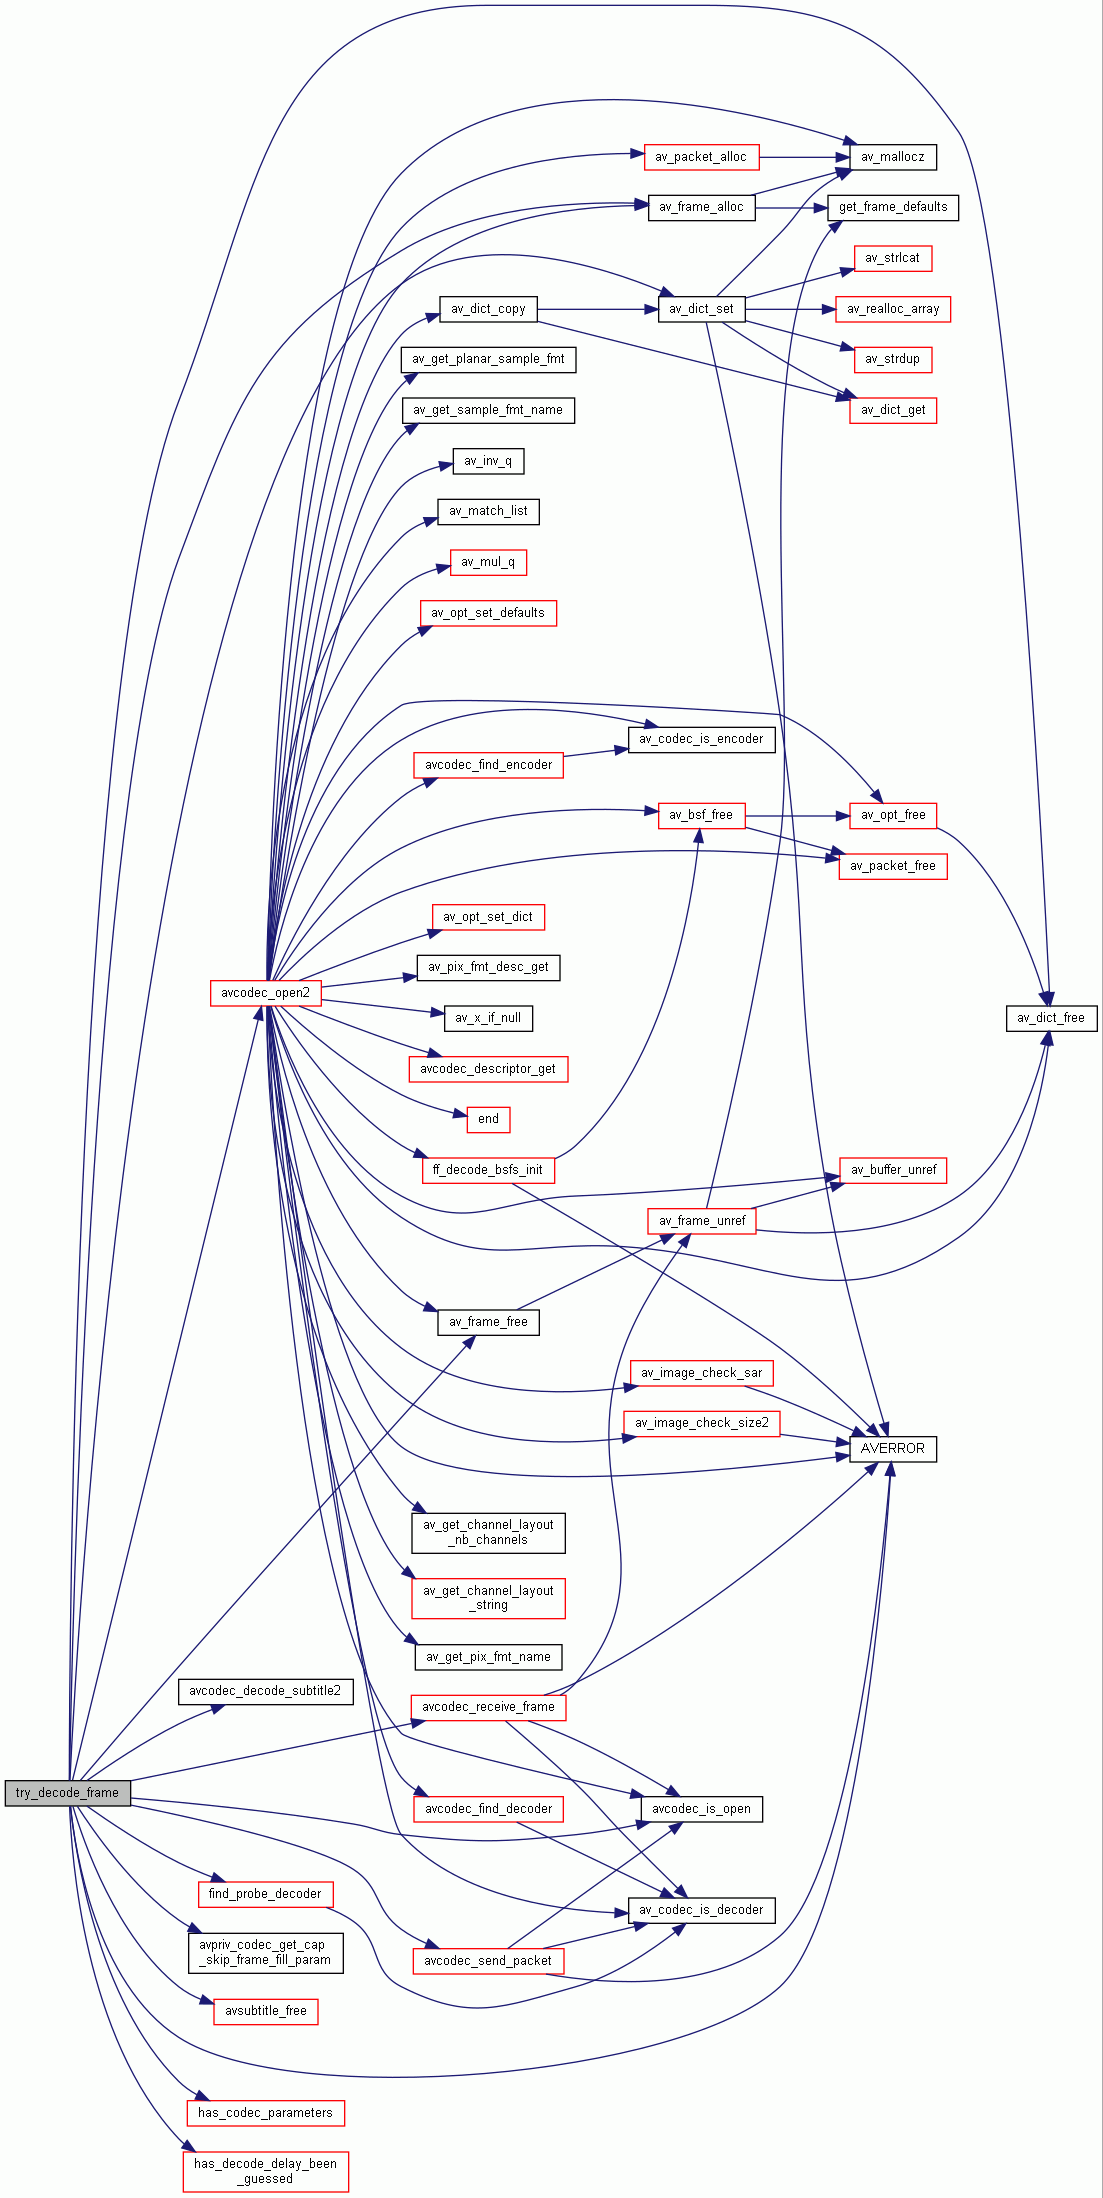 av_packet_alloc
av_mallocz
av_frame_alloc
get_frame_defaults
av_strlcat
av_dict_copy
av_dict_set
av_realloc_array
av_get_planar_sample_fmt
av_strdup
av_get_sample_fmt_name
av_dict_get
av_inv_q
av_match_list
av_mul_q
av_opt_set_defaults
av_codec_is_encoder
avcodec_find_encoder
av_bsf_free
av_opt_free
av_packet_free
av_opt_set_dict
av_pix_fmt_desc_get
avcodec_open2
av_x_if_null
av_dict_free
avcodec_descriptor_get
end
ff_decode_bsfs_init
av_buffer_unref
av_frame_unref
av_frame_free
av_image_check_sar
av_image_check_size2
AVERROR
av_get_channel_layout
_nb_channels
av_get_channel_layout
_string
av_get_pix_fmt_name
avcodec_decode_subtitle2
avcodec_receive_frame
try_decode_frame
avcodec_find_decoder
avcodec_is_open
find_probe_decoder
av_codec_is_decoder
avpriv_codec_get_cap
_skip_frame_fill_param
avcodec_send_packet
avsubtitle_free
has_codec_parameters
has_decode_delay_been
_guessed